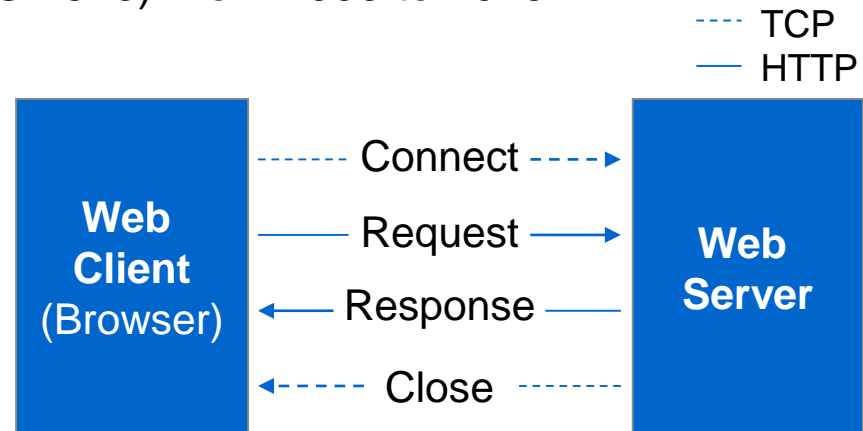 TCP
HTTP
Connect
Web
Client
(Browser)
Request
Web
Server
Response
Close